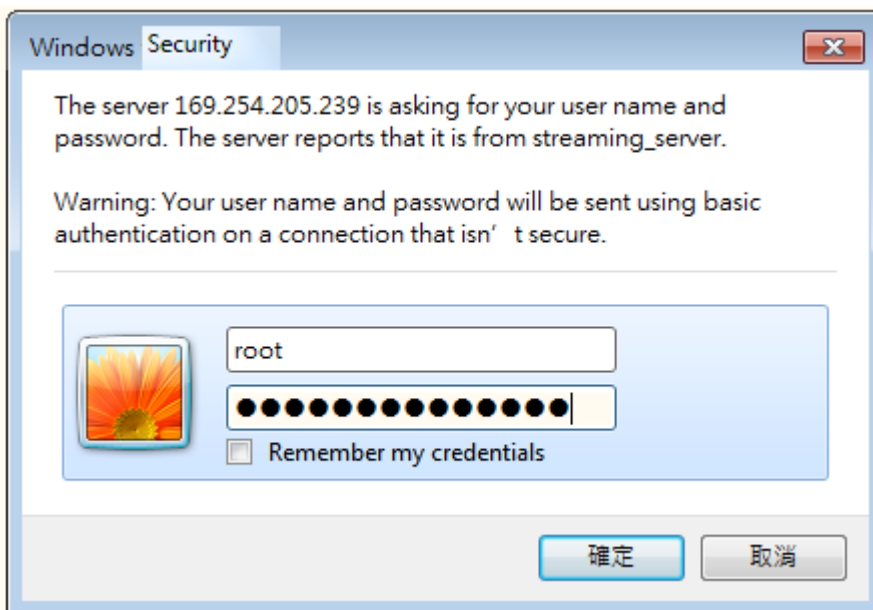 Windows Security
The server 169.254.205.239 is asking for your user name and
password. The server reports that it is from streaming_server.
Warning: Your user name and password will be sent using basic
authentication on a connection that isn’ t secure.
root
●●●●●●●●●●●●●●
Remember my credentials
確定 取消